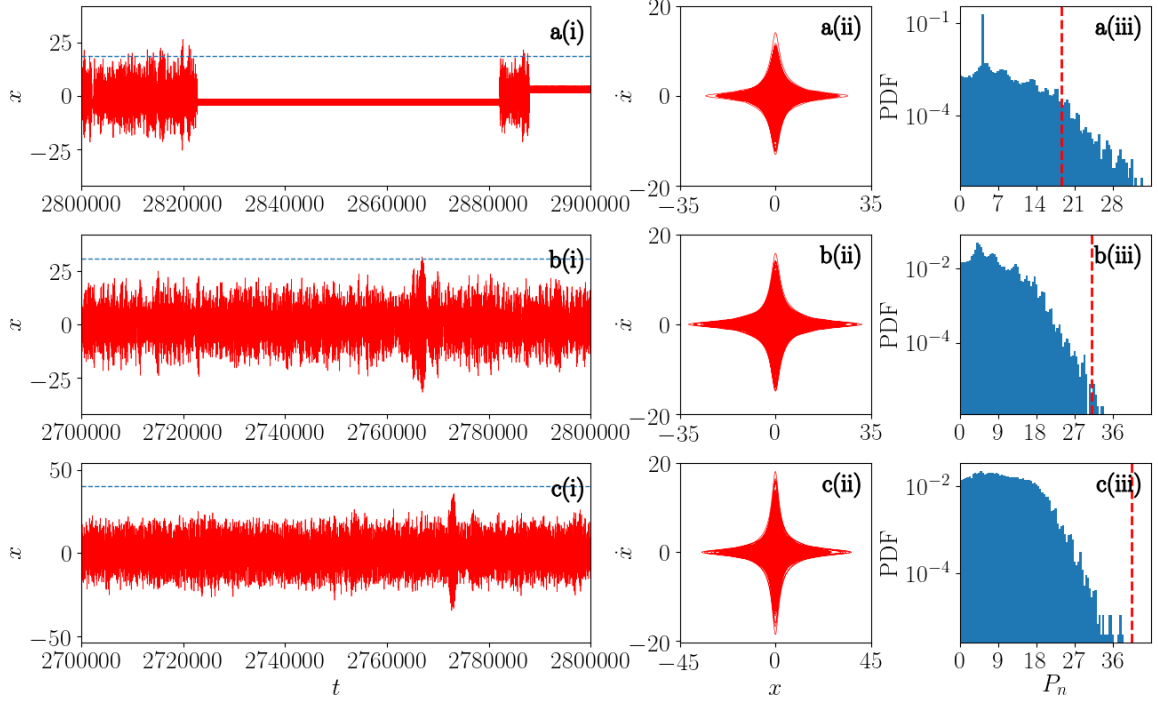 25
0
−25
x
a(i)
2800000 2820000 2840000 2860000 2880000 2900000
20
0
−20
ẋ
a(ii)
−35 0 35
10⁻¹
10⁻⁴
PDF
a(iii)
0 7 14 21 28
25
0
−25
x
b(i)
2700000 2720000 2740000 2760000 2780000 2800000
20
0
−20
ẋ
b(ii)
−35 0 35
10⁻²
10⁻⁴
PDF
b(iii)
0 9 18 27 36
50
0
−50
x
c(i)
2700000 2720000 2740000 2760000 2780000 2800000
t
20
0
−20
ẋ
c(ii)
−45 0 45
x
10⁻²
10⁻⁴
PDF
c(iii)
0 9 18 27 36
Pₙ